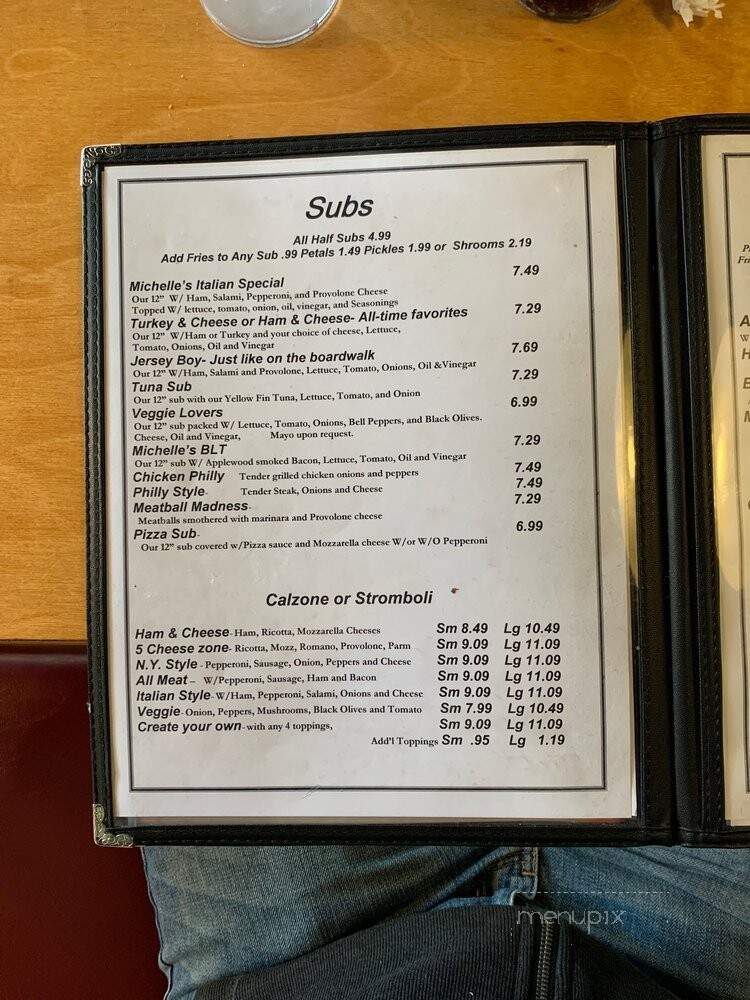 Subs
All Half Subs 4.99
Add Fries to Any Sub .99 Petals 1.49 Pickles 1.99 or Shrooms 2.19
Michelle's Italian Special 7.49
Our 12" W/ Ham, Salami, Pepperoni, and Provolone Cheese
Topped W/ lettuce, tomato, onion, oil, vinegar, and Seasonings
Turkey & Cheese or Ham & Cheese- All-time favorites 7.29
Our 12" W/Ham or Turkey and your choice of cheese, Lettuce,
Tomato, Onions, Oil and Vinegar
Jersey Boy- Just like on the boardwalk 7.69
Our 12" W/Ham, Salami and Provolone, Lettuce, Tomato, Onions, Oil &Vinegar
Tuna Sub 7.29
Our 12" sub with our Yellow Fin Tuna, Lettuce, Tomato, and Onion
Veggie Lovers 6.99
Our 12" sub packed W/ Lettuce, Tomato, Onions, Bell Peppers, and Black Olives.
Cheese, Oil and Vinegar, Mayo upon request.
Michelle's BLT 7.29
Our 12" sub W/ Applewood smoked Bacon, Lettuce, Tomato, Oil and Vinegar
Chicken Philly Tender grilled chicken onions and peppers 7.49
Philly Style- Tender Steak, Onions and Cheese 7.49
Meatball Madness- 7.29
Meatballs smothered with marinara and Provolone cheese
Pizza Sub- 6.99
Our 12" sub covered w/Pizza sauce and Mozzarella cheese W/or W/O Pepperoni
Calzone or Stromboli
Ham & Cheese- Ham, Ricotta, Mozzarella Cheeses Sm 8.49 Lg 10.49
5 Cheese zone- Ricotta, Mozz, Romano, Provolone, Parm Sm 9.09 Lg 11.09
N.Y. Style - Pepperoni, Sausage, Onion, Peppers and Cheese Sm 9.09 Lg 11.09
All Meat – W/Pepperoni, Sausage, Ham and Bacon Sm 9.09 Lg 11.09
Italian Style- W/Ham, Pepperoni, Salami, Onions and Cheese Sm 9.09 Lg 11.09
Veggie- Onion, Peppers, Mushrooms, Black Olives and Tomato Sm 7.99 Lg 10.49
Create your own- with any 4 toppings, Sm 9.09 Lg 11.09
Add'l Toppings Sm .95 Lg 1.19
menupix